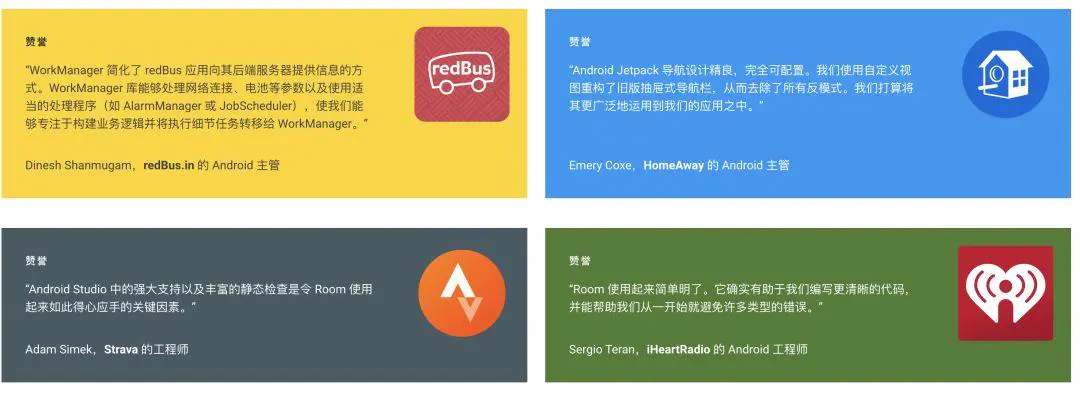 赞誉
“WorkManager 简化了 redBus 应用向其后端服务器提供信息的方
式。WorkManager 库能够处理网络连接、电池等参数以及使用适
当的处理程序（如 AlarmManager 或 JobScheduler），使我们能
够专注于构建业务逻辑并将执行细节任务转移给 WorkManager。”
Dinesh Shanmugam，redBus.in 的 Android 主管
redBus
赞誉
“Android Jetpack 导航设计精良，完全可配置。我们使用自定义视
图重构了旧版抽屉式导航栏，从而去除了所有反模式。我们打算将
其更广泛地运用到我们的应用之中。”
Emery Coxe，HomeAway 的 Android 主管
赞誉
“Android Studio 中的强大支持以及丰富的静态检查是令 Room 使用
起来如此得心应手的关键因素。”
Adam Simek，Strava 的工程师
赞誉
“Room 使用起来简单明了。它确实有助于我们编写更清晰的代码，
并能帮助我们从一开始就避免许多类型的错误。”
Sergio Teran，iHeartRadio 的 Android 工程师